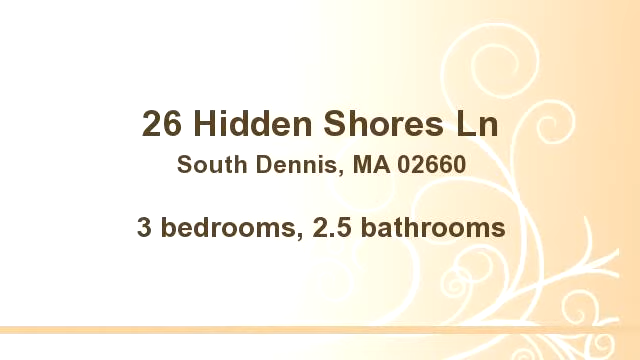 26 Hidden Shores Ln
South Dennis, MA 02660
3 bedrooms, 2.5 bathrooms